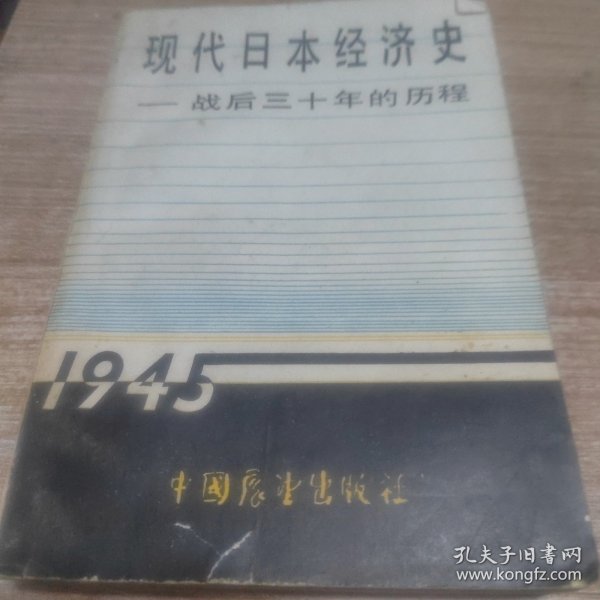 现代日本经济史
— 战后三十年的历程
1945
中國展望出版社
孔夫子旧书网
www.kongfz.com